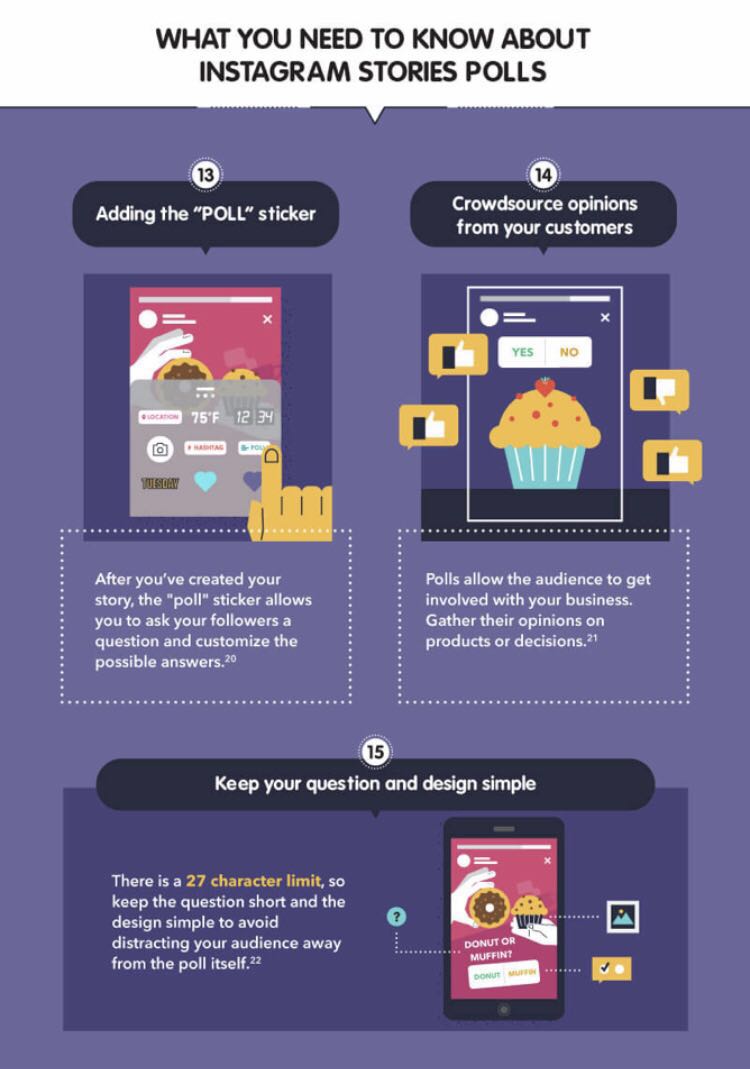 WHAT YOU NEED TO KNOW ABOUT
INSTAGRAM STORIES POLLS
13
Adding the "POLL" sticker
LOCATION
75°F
12 34
# HASHTAG
POLL
TUESDAY
After you've created your
story, the "poll" sticker allows
you to ask your followers a
question and customize the
possible answers.20
14
Crowdsource opinions
from your customers
YES
NO
Polls allow the audience to get
involved with your business.
Gather their opinions on
products or decisions.21
15
Keep your question and design simple
There is a 27 character limit, so
keep the question short and the
design simple to avoid
distracting your audience away
from the poll itself.22
?
DONUT OR
MUFFIN?
DONUT
MUFFIN